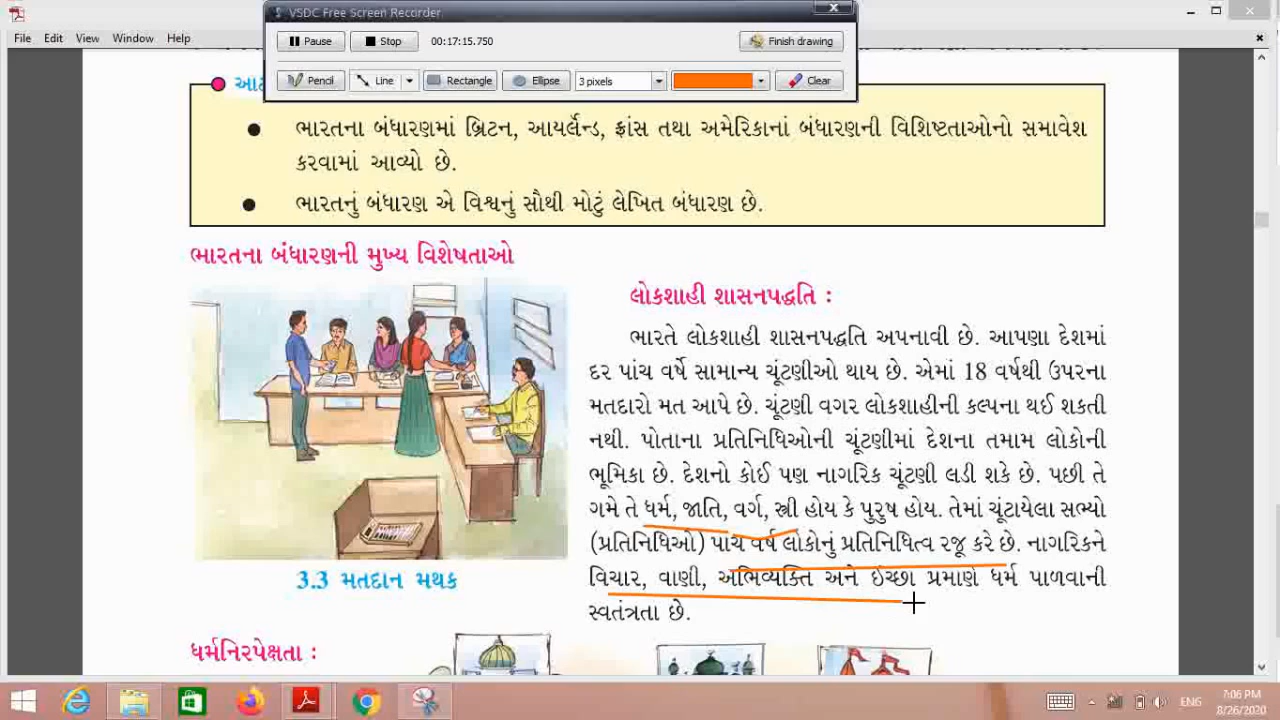 VSDC Free Screen Recorder
File Edit View Window Help
Pause Stop 00:17:15.750 Finish drawing
Pencil Line Rectangle Ellipse 3 pixels Clear
ભારતના બંધારણમાં બ્રિટન, આયર્લૅન્ડ, ફ્રાંસ તથા અમેરિકાનાં બંધારણની વિશિષ્ટતાઓનો સમાવેશ
કરવામાં આવ્યો છે.
ભારતનું બંધારણ એ વિશ્વનું સૌથી મોટું લેખિત બંધારણ છે.
ભારતના બંધારણની મુખ્ય વિશેષતાઓ
લોકશાહી શાસનપદ્ધતિ :
ભારતે લોકશાહી શાસનપદ્ધતિ અપનાવી છે. આપણા દેશમાં
દર પાંચ વર્ષે સામાન્ય ચૂંટણીઓ થાય છે. એમાં 18 વર્ષથી ઉપરના
મતદારો મત આપે છે. ચૂંટણી વગર લોકશાહીની કલ્પના થઈ શકતી
નથી. પોતાના પ્રતિનિધિઓની ચૂંટણીમાં દેશના તમામ લોકોની
ભૂમિકા છે. દેશનો કોઈ પણ નાગરિક ચૂંટણી લડી શકે છે. પછી તે
ગમે તે ધર્મ, જાતિ, વર્ગ, સ્ત્રી હોય કે પુરુષ હોય. તેમાં ચૂંટાયેલા સભ્યો
(પ્રતિનિધિઓ) પાંચ વર્ષ લોકોનું પ્રતિનિધિત્વ રજૂ કરે છે. નાગરિકને
વિચાર, વાણી, અભિવ્યક્તિ અને ઈચ્છા પ્રમાણે ધર્મ પાળવાની
સ્વતંત્રતા છે.
3.3 મતદાન મથક
ધર્મનિરપેક્ષતા :
ENG
7:06 PM
8/26/2020